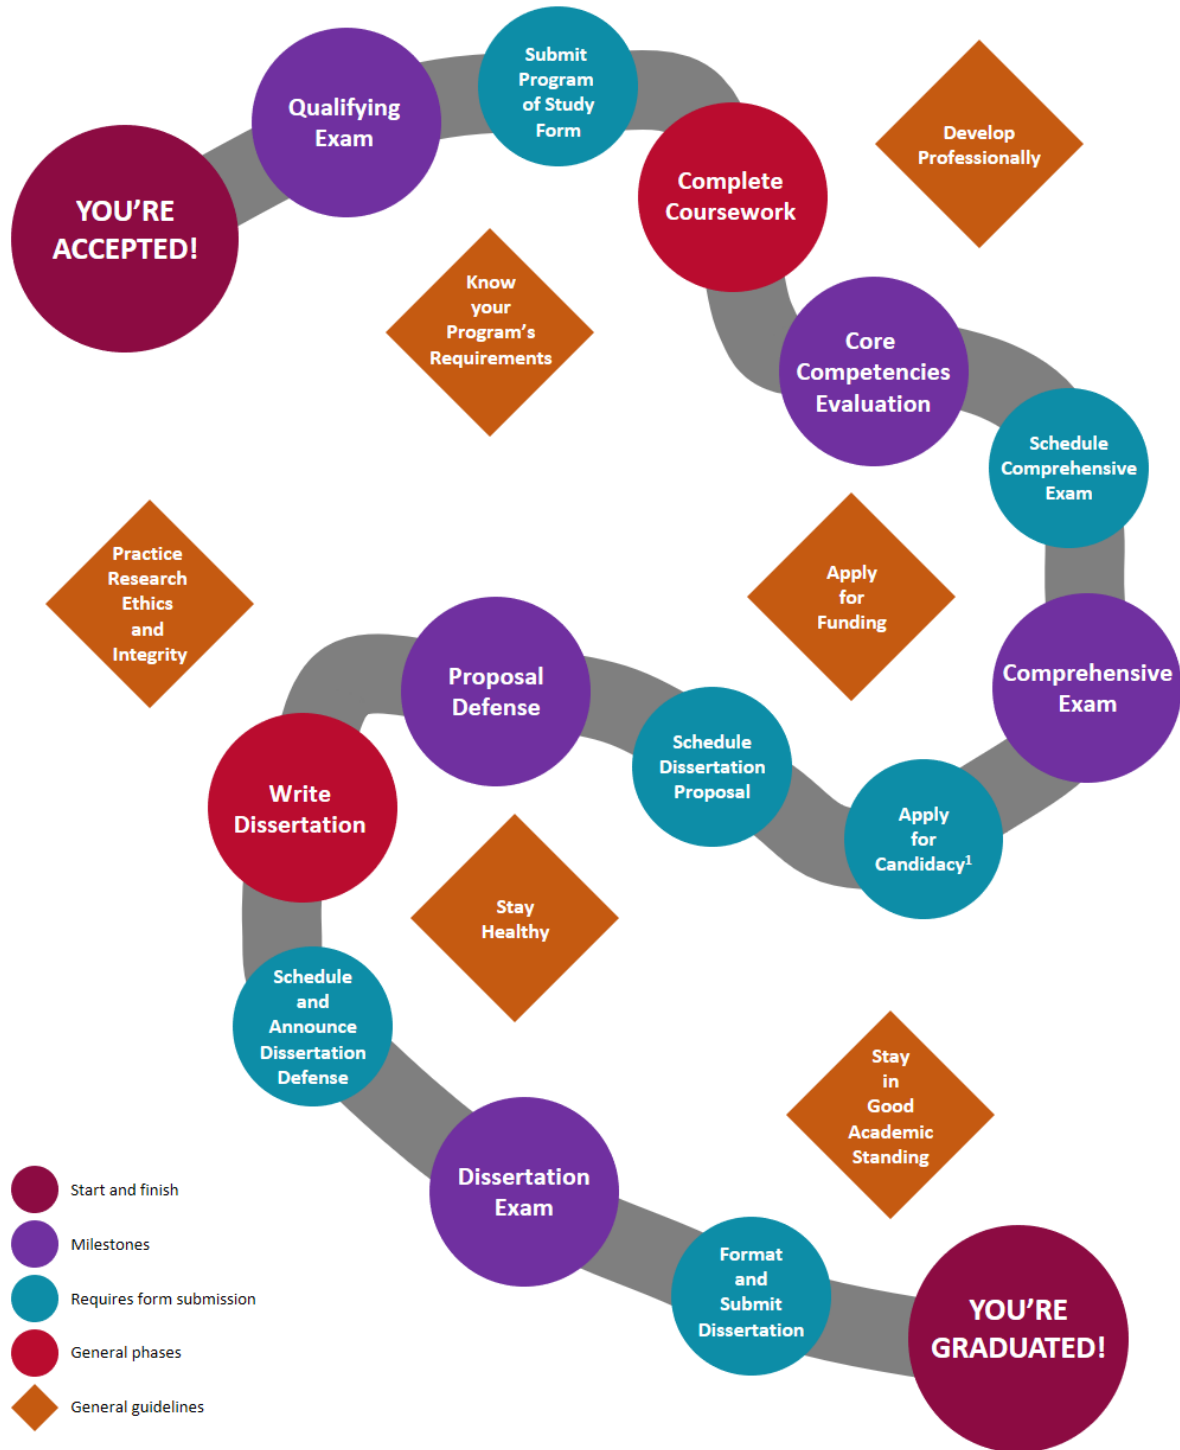 YOU'RE
ACCEPTED!
Qualifying
Exam
Submit
Program
of Study
Form
Complete
Coursework
Develop
Professionally
Know
your
Program's
Requirements
Core
Competencies
Evaluation
Schedule
Comprehensive
Exam
Practice
Research
Ethics
and
Integrity
Apply
for
Funding
Comprehensive
Exam
Apply
for
Candidacy¹
Schedule
Dissertation
Proposal
Proposal
Defense
Write
Dissertation
Stay
Healthy
Schedule
and
Announce
Dissertation
Defense
Stay
in
Good
Academic
Standing
Dissertation
Exam
Format
and
Submit
Dissertation
YOU'RE
GRADUATED!
Start and finish
Milestones
Requires form submission
General phases
General guidelines